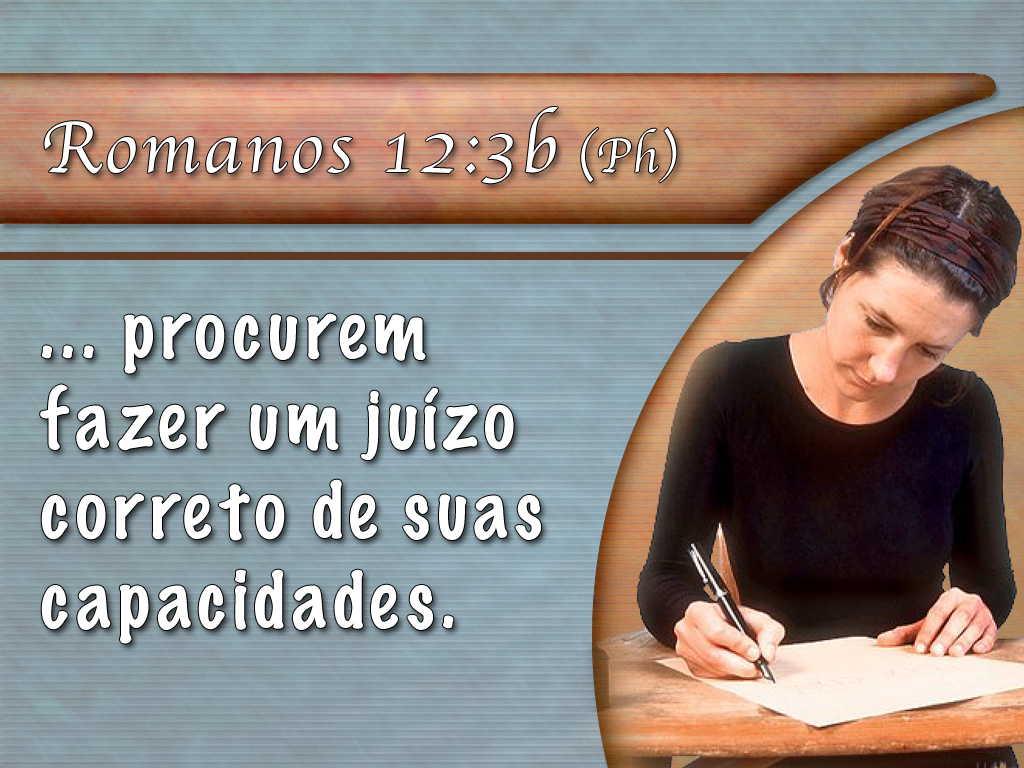 Romanos 12:3b (Ph)
... procurem
fazer um juízo
correto de suas
capacidades.